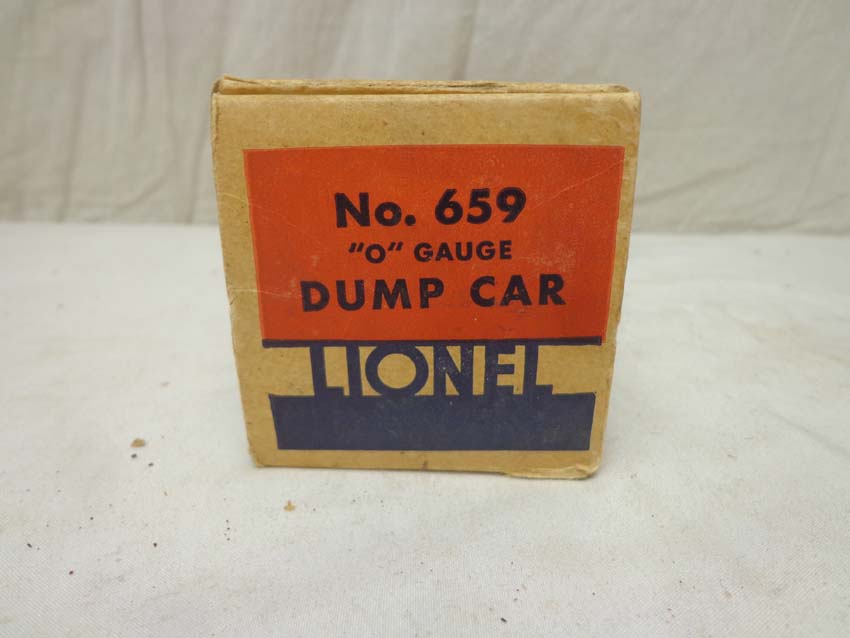 No. 659
"O" GAUGE
DUMP CAR
LIONEL